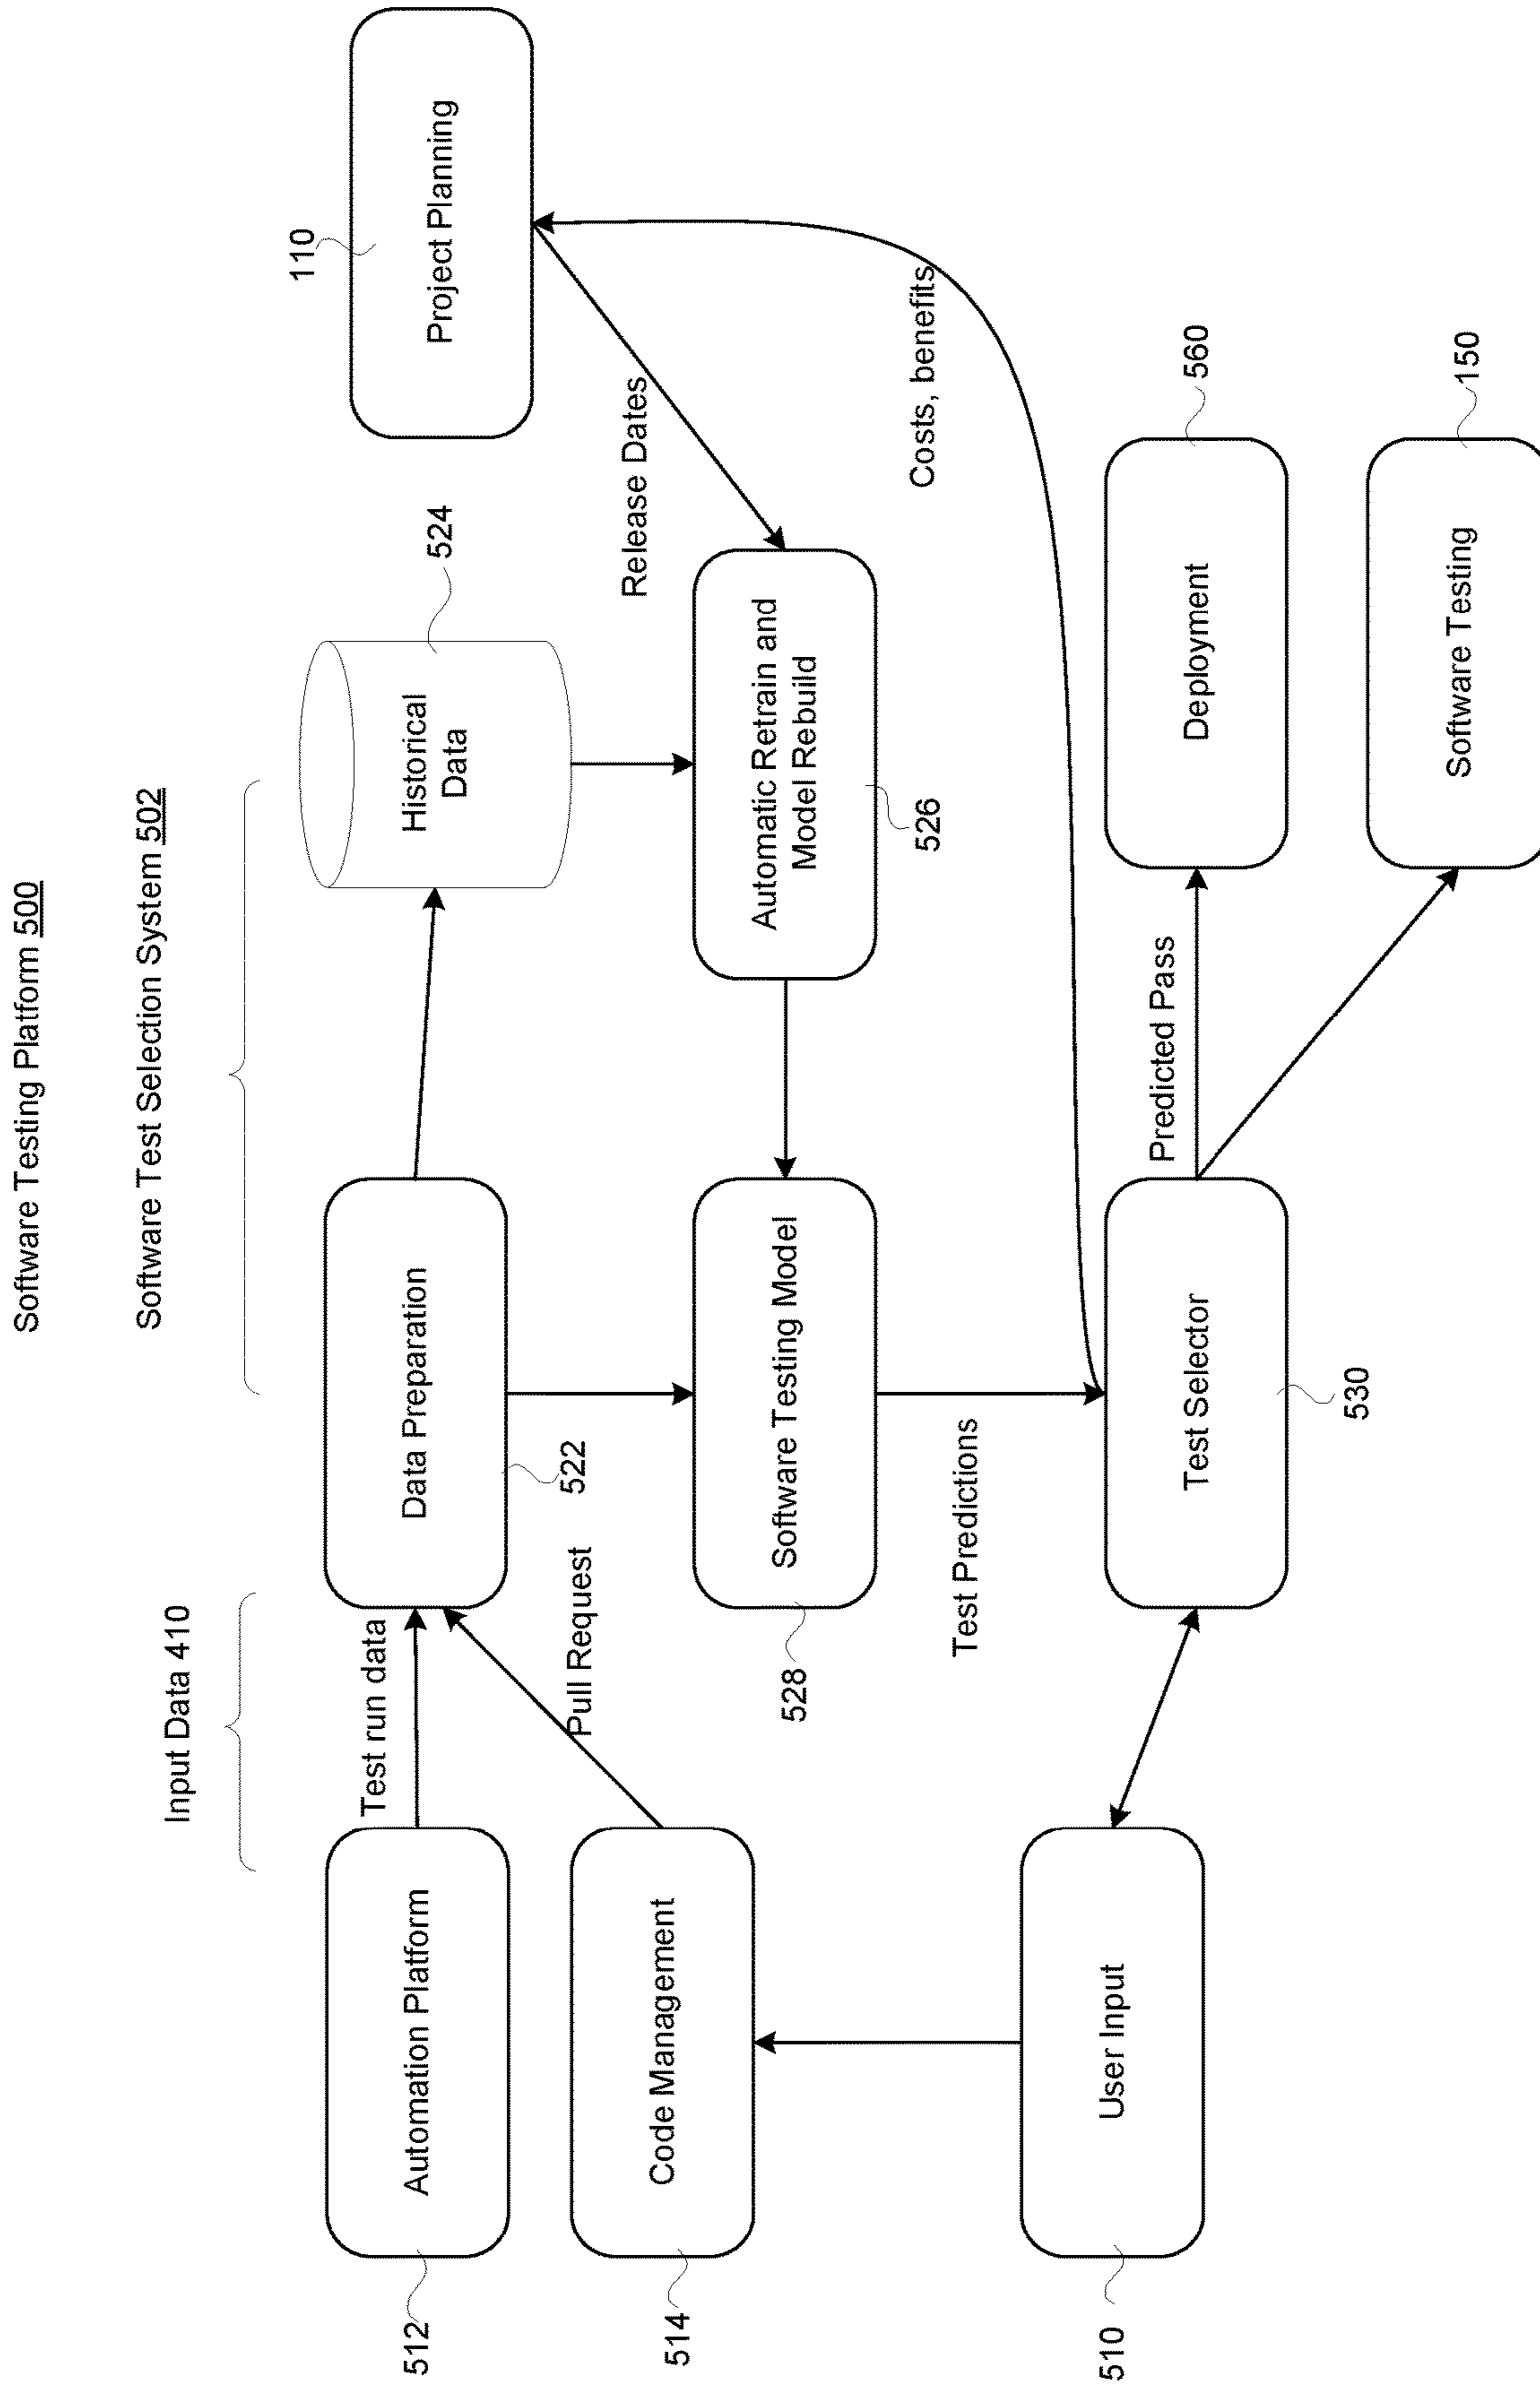 Software Testing Platform 500
Software Test Selection System 502
Input Data 410
110
Project Planning
524
Historical
Data
Data Preparation
522
Test run data
Automation Platform
512
Release Dates
Pull Request
Code Management
514
Automatic Retrain and
Model Rebuild
526
Software Testing Model
528
Costs, benefits
Test Predictions
Predicted Pass
560
Deployment
Test Selector
530
User Input
510
150
Software Testing